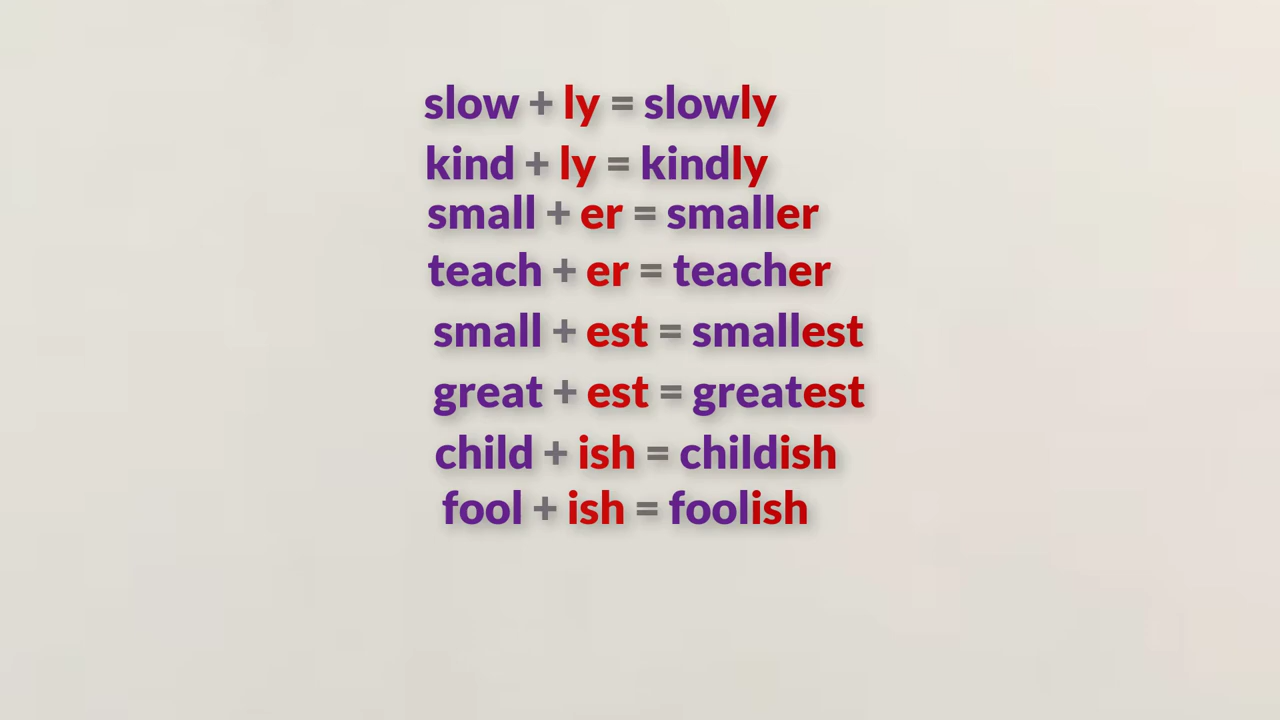 slow + ly = slowly
kind + ly = kindly
small + er = smaller
teach + er = teacher
small + est = smallest
great + est = greatest
child + ish = childish
fool + ish = foolish